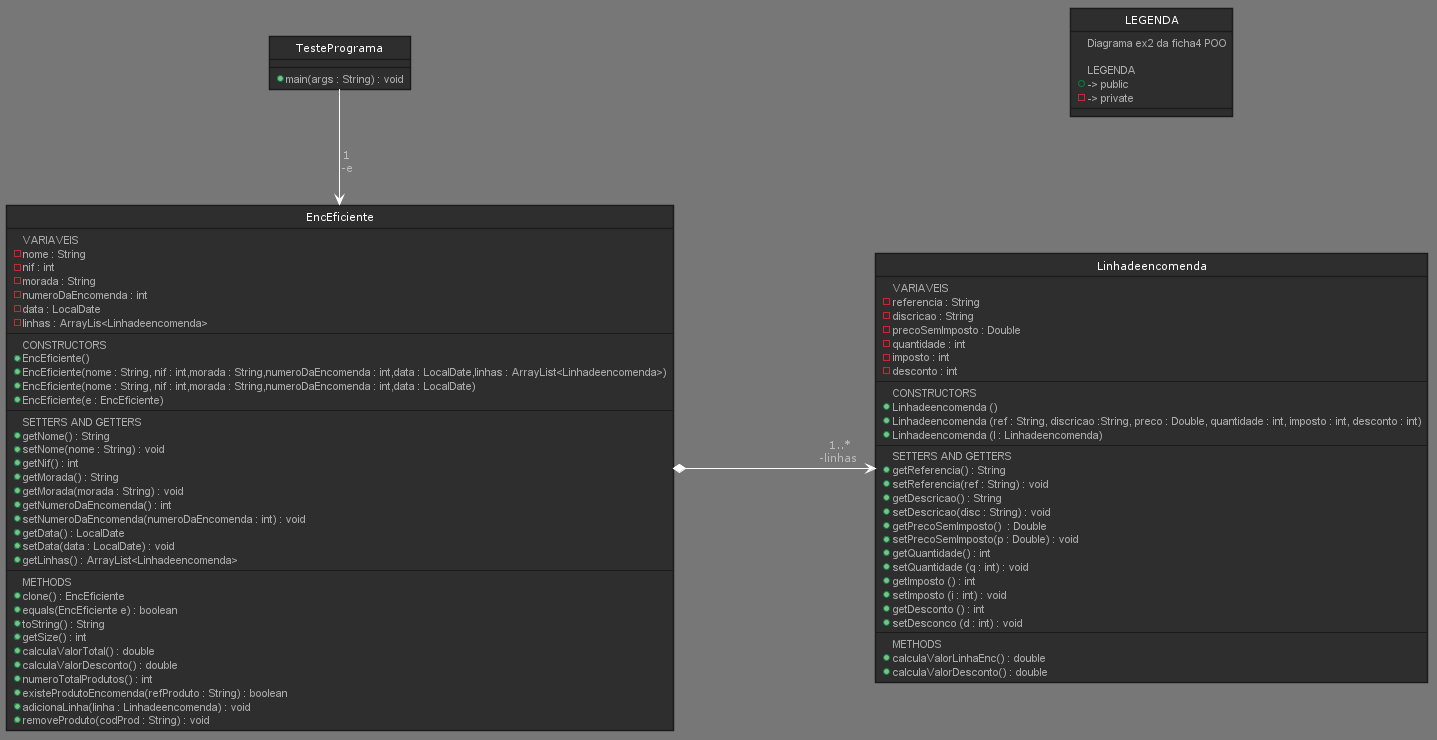 TestePrograma
main(args : String) : void
LEGENDA
Diagrama ex2 da ficha4 POO
LEGENDA
-> public
-> private
1
-e
EncEficiente
VARIAVEIS
nome : String
nif : int
morada : String
numeroDaEncomenda : int
data : LocalDate
linhas : ArrayLis<Linhadeencomenda>
CONSTRUCTORS
EncEficiente()
EncEficiente(nome : String, nif : int,morada : String,numeroDaEncomenda : int,data : LocalDate,linhas : ArrayList<Linhadeencomenda>)
EncEficiente(nome : String, nif : int,morada : String,numeroDaEncomenda : int,data : LocalDate)
EncEficiente(e : EncEficiente)
SETTERS AND GETTERS
getNome() : String
setNome(nome : String) : void
getNif() : int
getMorada() : String
getMorada(morada : String) : void
getNumeroDaEncomenda() : int
setNumeroDaEncomenda(numeroDaEncomenda : int) : void
getData() : LocalDate
setData(data : LocalDate) : void
getLinhas() : ArrayList<Linhadeencomenda>
METHODS
clone() : EncEficiente
equals(EncEficiente e) : boolean
toString() : String
getSize() : int
calculaValorTotal() : double
calculaValorDesconto() : double
numeroTotalProdutos() : int
existeProdutoEncomenda(refProduto : String) : boolean
adicionaLinha(linha : Linhadeencomenda) : void
removeProduto(codProd : String) : void
1..*
-linhas
Linhadeencomenda
VARIAVEIS
referencia : String
discricao : String
precoSemImposto : Double
quantidade : int
imposto : int
desconto : int
CONSTRUCTORS
Linhadeencomenda ()
Linhadeencomenda (ref : String, discricao :String, preco : Double, quantidade : int, imposto : int, desconto : int)
Linhadeencomenda (l : Linhadeencomenda)
SETTERS AND GETTERS
getReferencia() : String
setReferencia(ref : String) : void
getDescricao() : String
setDescricao(disc : String) : void
getPrecoSemImposto()  : Double
setPrecoSemImposto(p : Double) : void
getQuantidade() : int
setQuantidade (q : int) : void
getImposto () : int
setImposto (i : int) : void
getDesconto () : int
setDesconco (d : int) : void
METHODS
calculaValorLinhaEnc() : double
calculaValorDesconto() : double